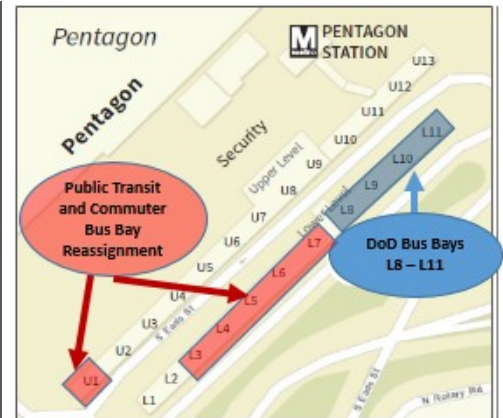 Pentagon
M PENTAGON
metro STATION
Pentagon
Security
Upper Level
Lower Level
U13
U12
U11
U10
U9
U8
U7
U6
U5
U4
U3
U2
U1
L11
L10
L9
L8
L7
L6
L5
L4
L3
L2
L1
Public Transit
and Commuter
Bus Bay
Reassignment
DoD Bus Bays
L8 – L11
S Eads St
S Eads St
N Rotary Rd